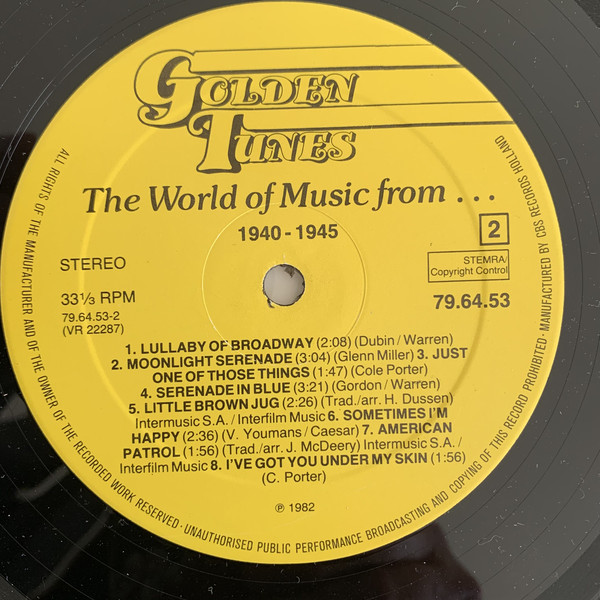 GOLDEN
TUNES
The World of Music from . . .
1940 - 1945
2
STEREO
STEMRA/
Copyright Control
33⅓ RPM
79.64.53-2
(VR 22287)
79.64.53
1. LULLABY OF BROADWAY (2:08) (Dubin / Warren)
2. MOONLIGHT SERENADE (3:04) (Glenn Miller) 3. JUST
ONE OF THOSE THINGS (1:47) (Cole Porter)
4. SERENADE IN BLUE (3:21) (Gordon / Warren)
5. LITTLE BROWN JUG (2:26) (Trad./arr. H. Dussen)
Intermusic S.A. / Interfilm Music 6. SOMETIMES I'M
HAPPY (2:36) (V. Youmans / Caesar) 7. AMERICAN
PATROL (1:56) (Trad./arr. J. McDeery) Intermusic S.A. /
Interfilm Music 8. I'VE GOT YOU UNDER MY SKIN (1:56)
(C. Porter)
℗ 1982
ALL RIGHTS OF THE MANUFACTURER AND OF THE OWNER OF THE RECORDED WORK RESERVED · UNAUTHORISED PUBLIC PERFORMANCE BROADCASTING AND COPYING OF THIS RECORD PROHIBITED · MANUFACTURED BY CBS RECORDS HOLLAND